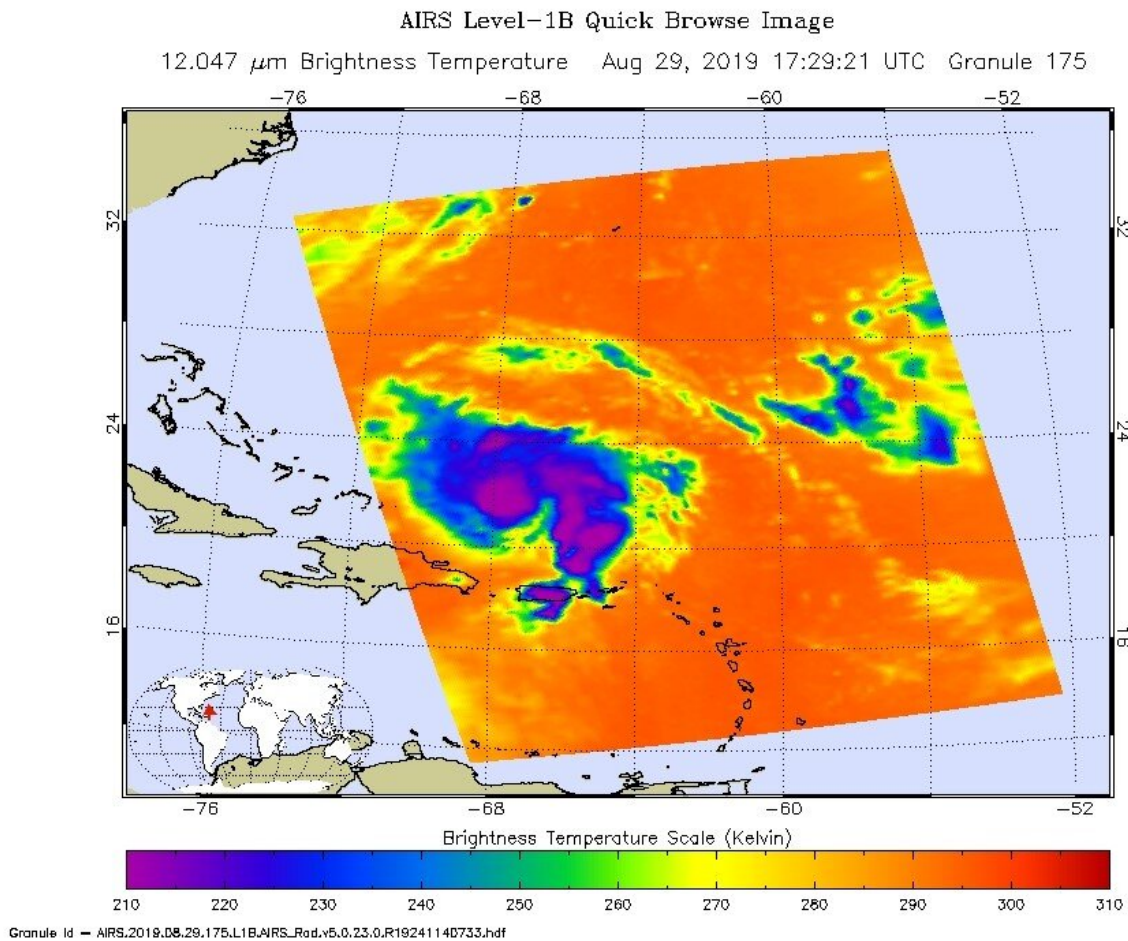 AIRS Level-1B Quick Browse Image
12.047 µm Brightness Temperature Aug 29, 2019 17:29:21 UTC Granule 175
-76 -68 -60 -52
32 32
24 24
16 16
-76 -68 -60 -52
Brightness Temperature Scale (Kelvin)
210 220 230 240 250 260 270 280 290 300 310
Granule Id - AIRS.2019.08.29.175.L1B.AIRS_Rad.v5.0.23.0.R19241140733.hdf